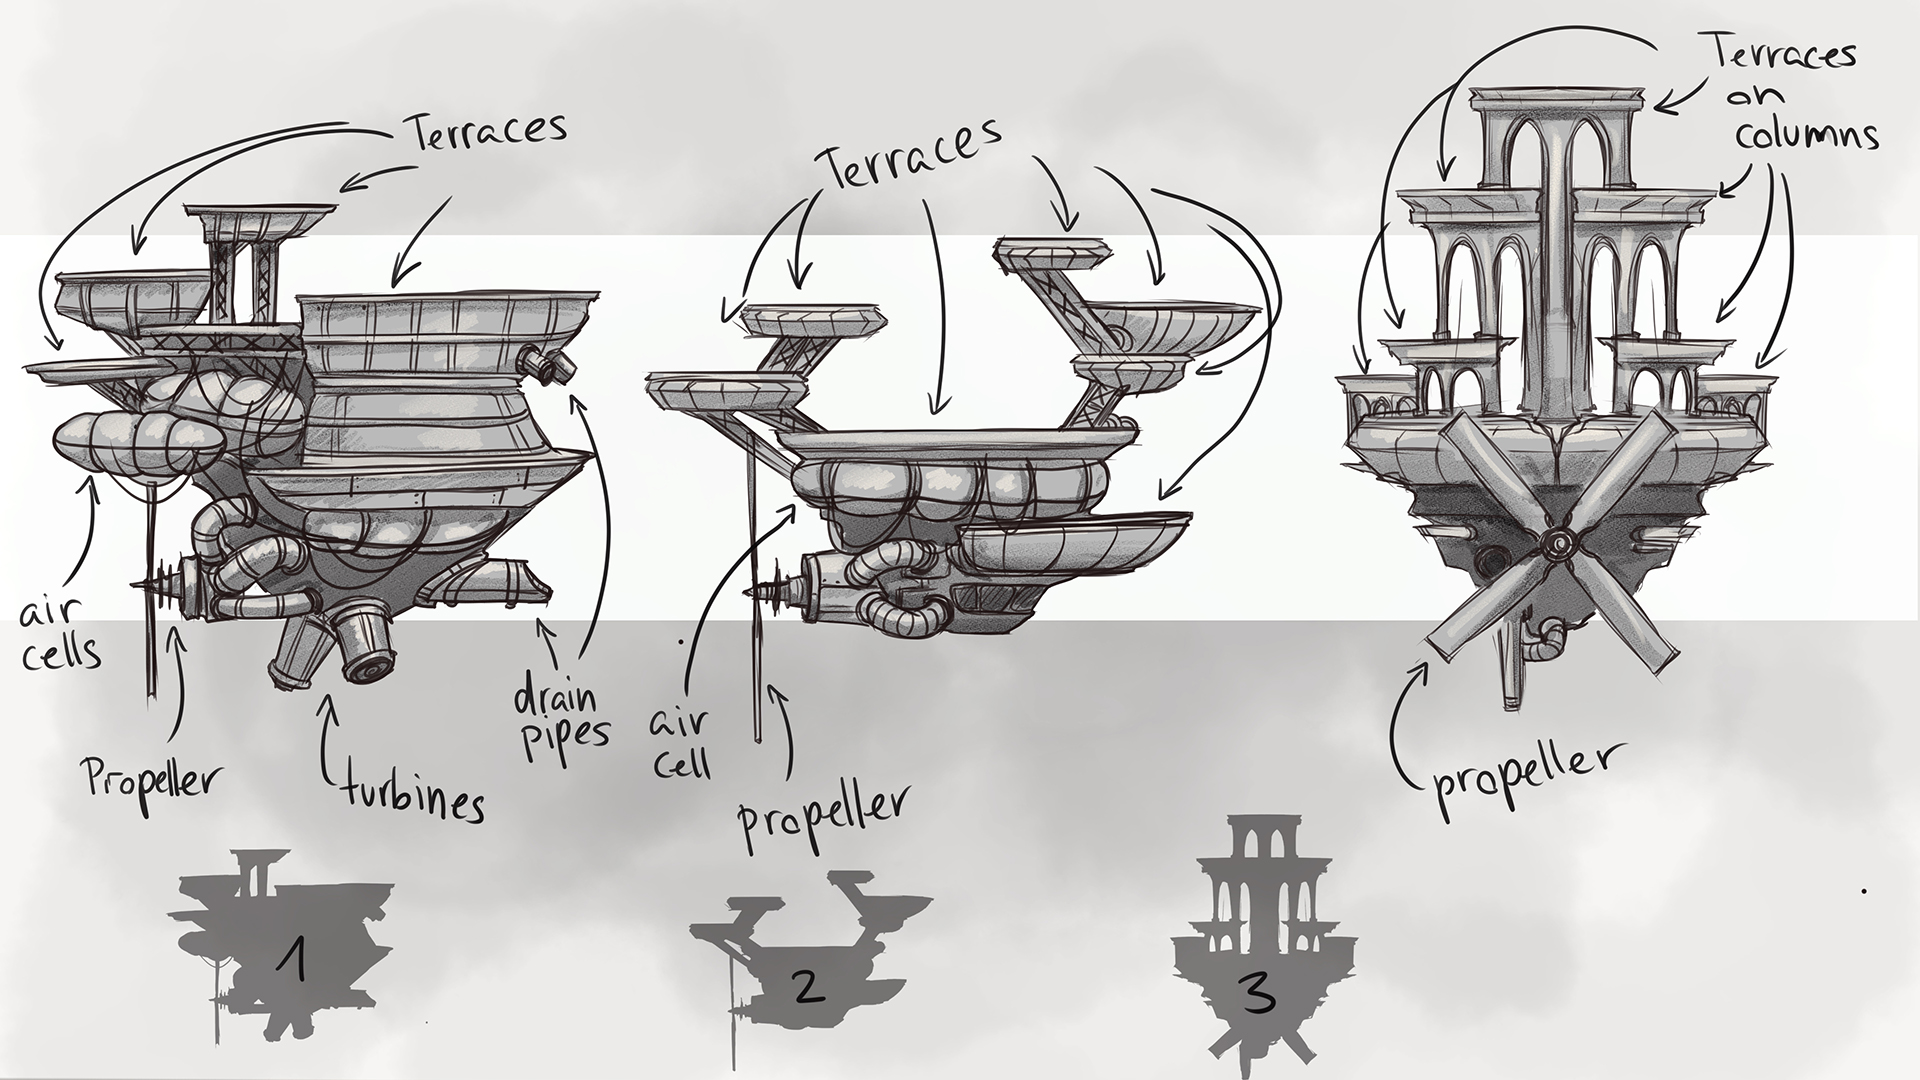 Terraces
air
cells
Propeller
turbines
drain
pipes
Terraces
air
cell
propeller
Terraces
on
columns
propeller
1
2
3